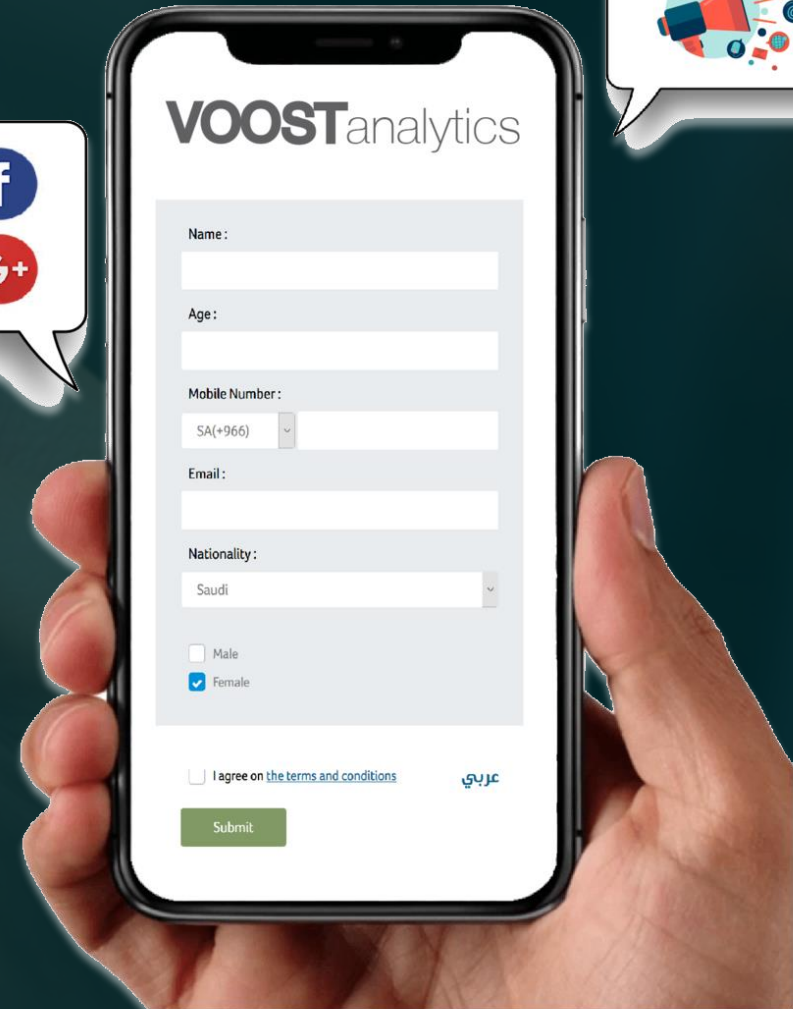 VOOSTanalytics
f
G+
Name :
Age :
Mobile Number :
SA(+966)
Email :
Nationality :
Saudi
Male
Female
I agree on the terms and conditions
عربي
Submit